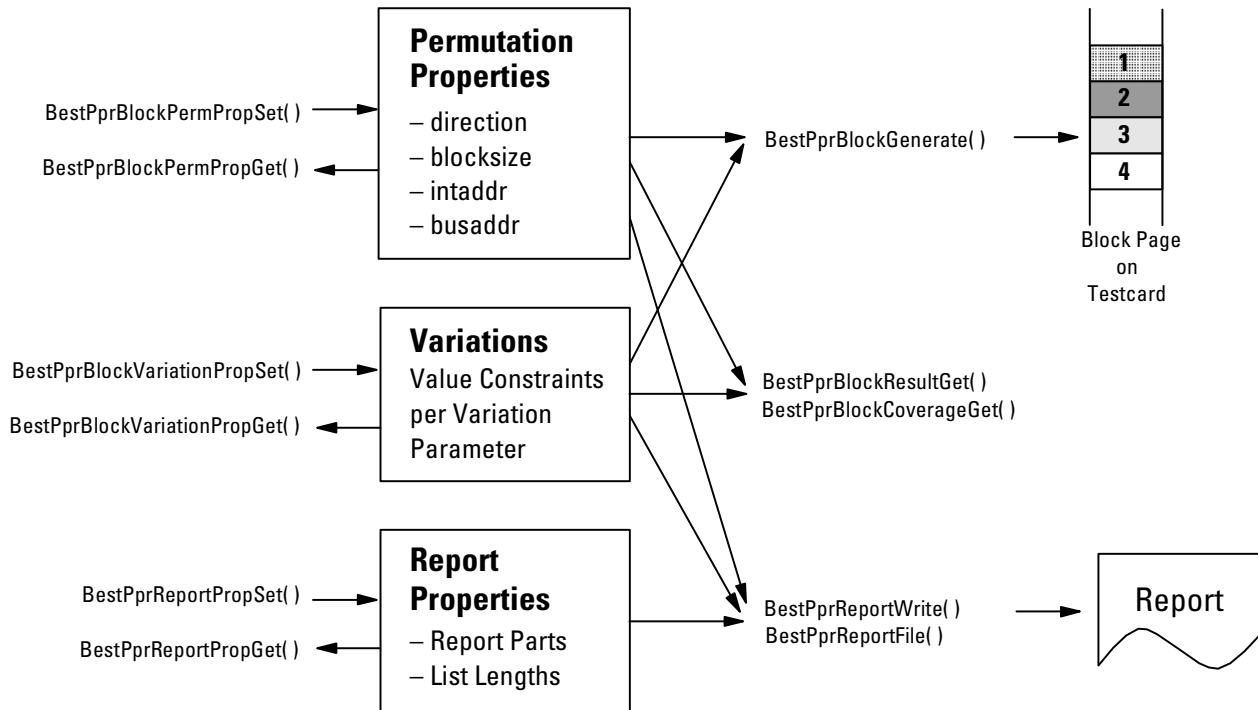 Permutation
Properties
– direction
– blocksize
– intaddr
– busaddr
BestPprBlockPermPropSet( )
BestPprBlockPermPropGet( )
BestPprBlockGenerate( )
1
2
3
4
Block Page
on
Testcard
Variations
Value Constraints
per Variation
Parameter
BestPprBlockVariationPropSet( )
BestPprBlockVariationPropGet( )
BestPprBlockResultGet( )
BestPprBlockCoverageGet( )
Report
Properties
– Report Parts
– List Lengths
BestPprReportPropSet( )
BestPprReportPropGet( )
BestPprReportWrite( )
BestPprReportFile( )
Report